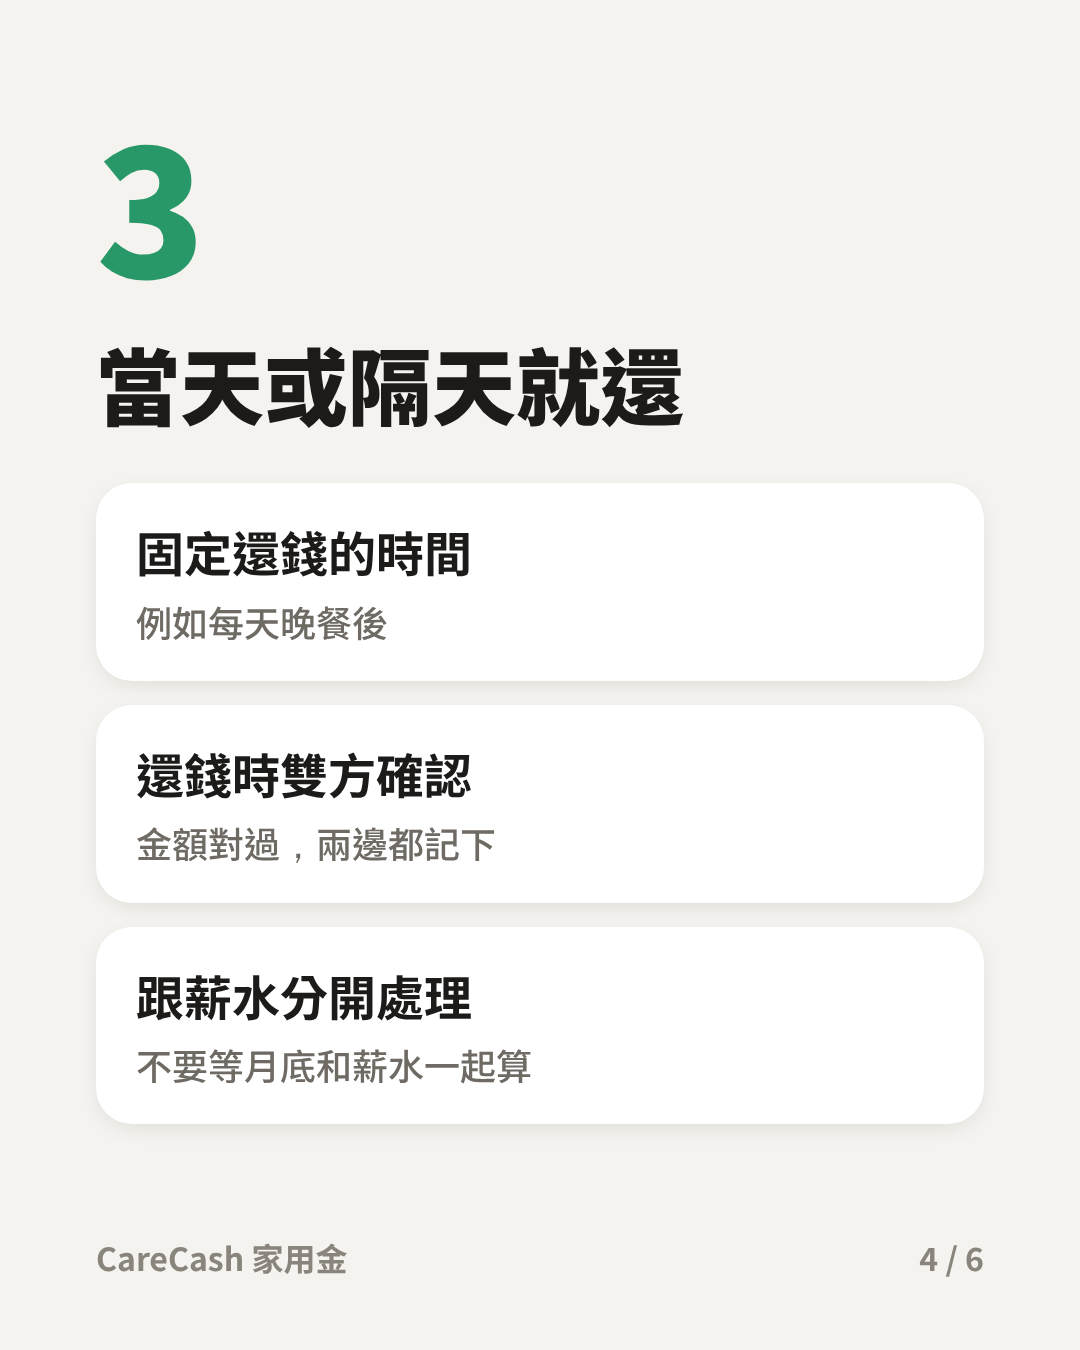 3
當天或隔天就還
固定還錢的時間
例如每天晚餐後
還錢時雙方確認
金額對過，兩邊都記下
跟薪水分開處理
不要等月底和薪水一起算
CareCash 家用金
4 / 6